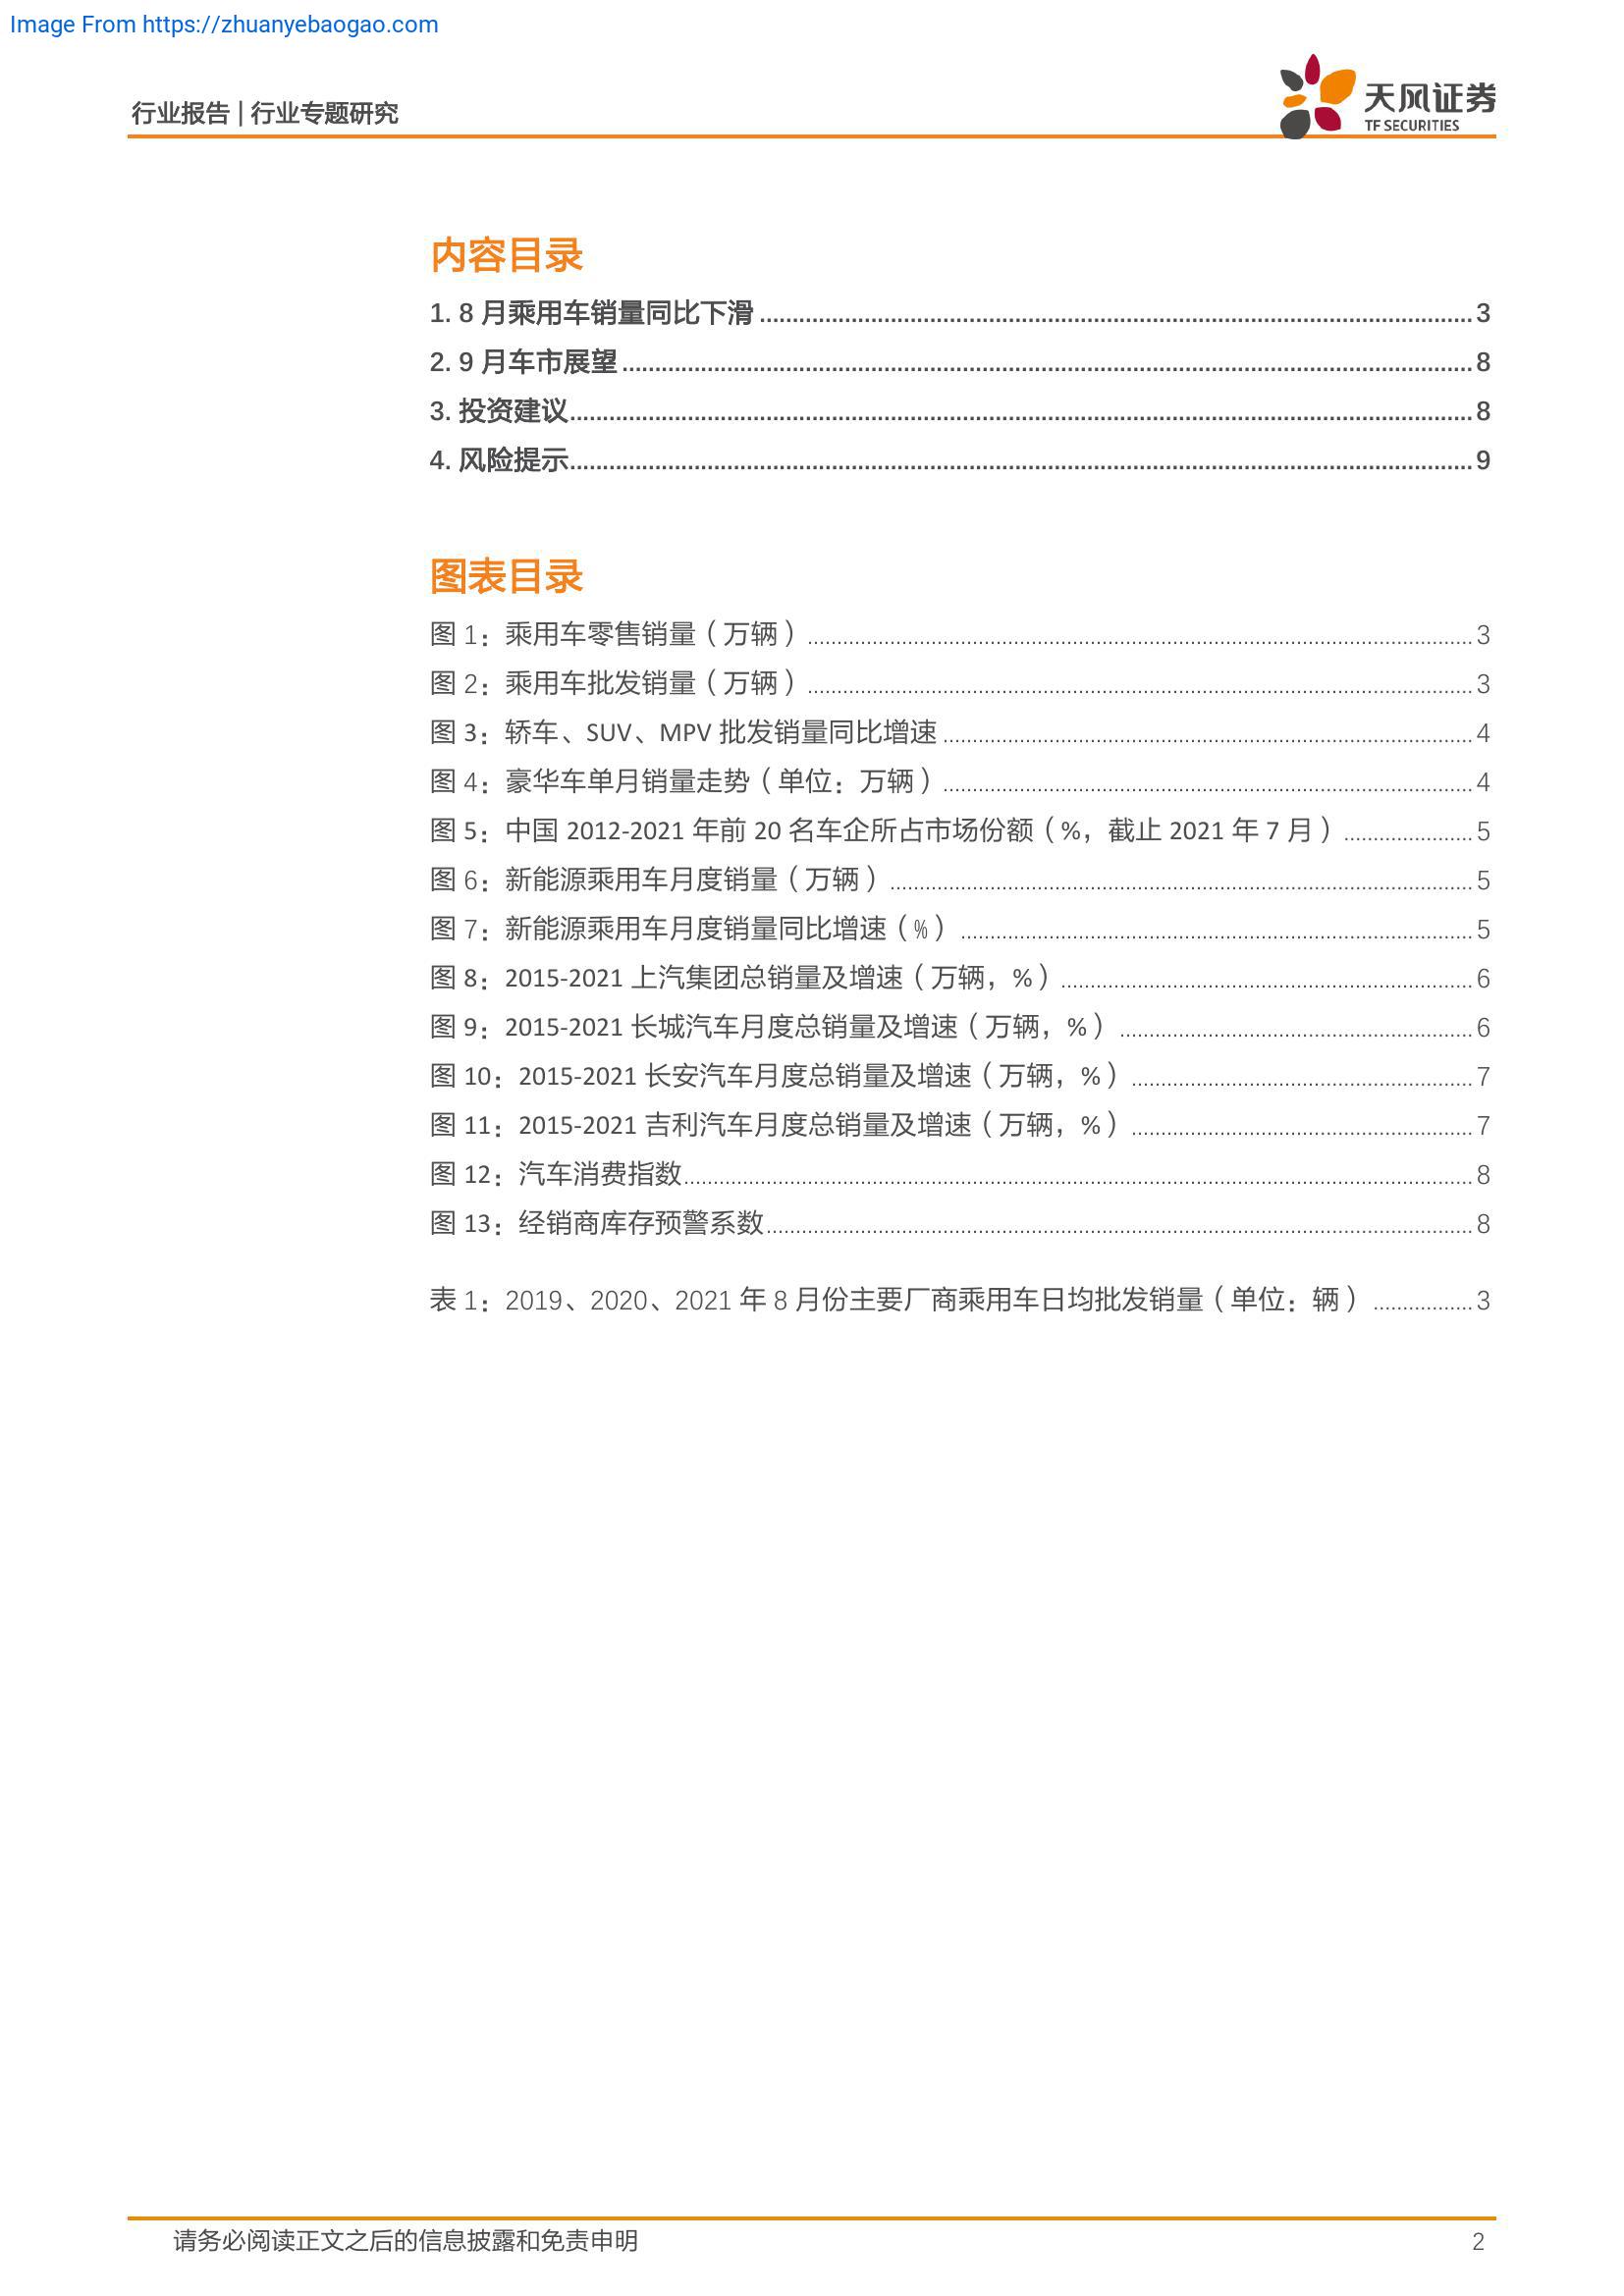 Image From https://zhuanyebaogao.com
行业报告 | 行业专题研究
天风证券
TF SECURITIES
内容目录
1. 8 月乘用车销量同比下滑 ........ 3
2. 9 月车市展望 ........ 8
3. 投资建议 ........ 8
4. 风险提示 ........ 9
图表目录
图 1：乘用车零售销量（万辆） ........ 3
图 2：乘用车批发销量（万辆） ........ 3
图 3：轿车、SUV、MPV 批发销量同比增速 ........ 4
图 4：豪华车单月销量走势（单位：万辆） ........ 4
图 5：中国 2012-2021 年前 20 名车企所占市场份额（%，截止 2021 年 7 月） ........ 5
图 6：新能源乘用车月度销量（万辆） ........ 5
图 7：新能源乘用车月度销量同比增速（%） ........ 5
图 8：2015-2021 上汽集团总销量及增速（万辆，%） ........ 6
图 9：2015-2021 长城汽车月度总销量及增速（万辆，%） ........ 6
图 10：2015-2021 长安汽车月度总销量及增速（万辆，%） ........ 7
图 11：2015-2021 吉利汽车月度总销量及增速（万辆，%） ........ 7
图 12：汽车消费指数 ........ 8
图 13：经销商库存预警系数 ........ 8
表 1：2019、2020、2021 年 8 月份主要厂商乘用车日均批发销量（单位：辆） ........ 3
请务必阅读正文之后的信息披露和免责申明 2